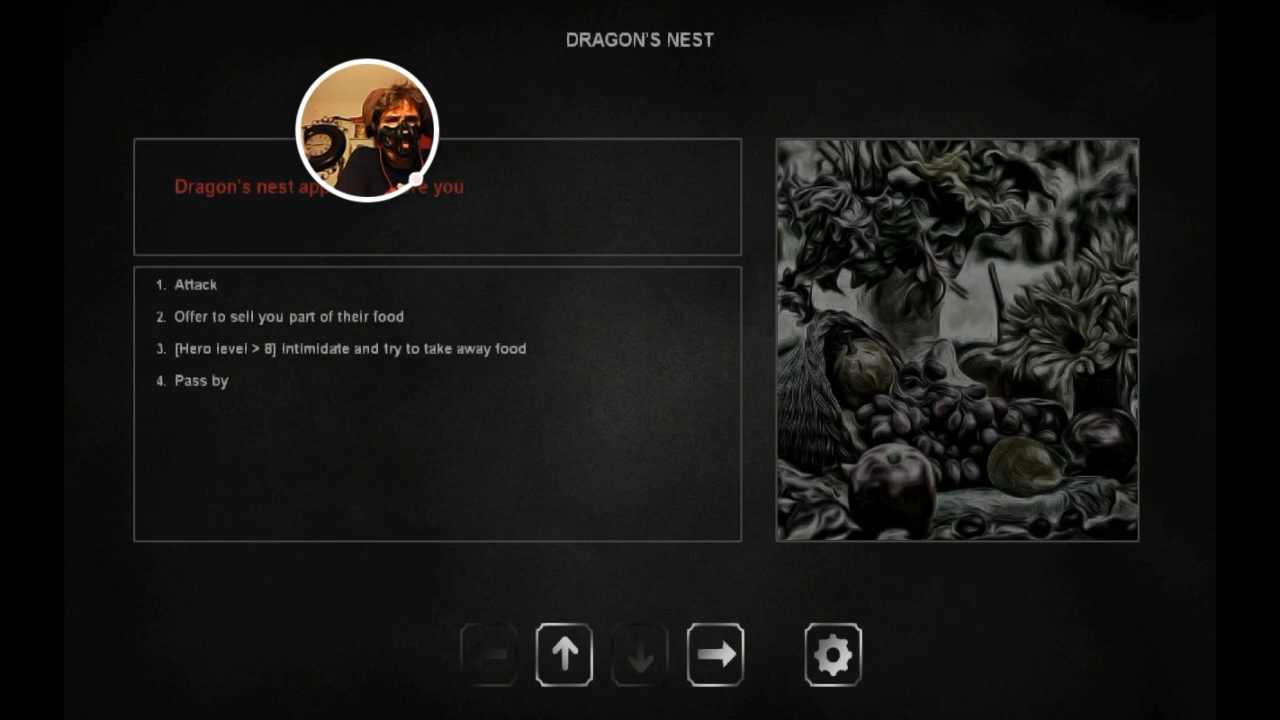 DRAGON'S NEST
Dragon's nest app re you
1. Attack
2. Offer to sell you part of their food
3. [Hero level > 8] intimidate and try to take away food
4. Pass by